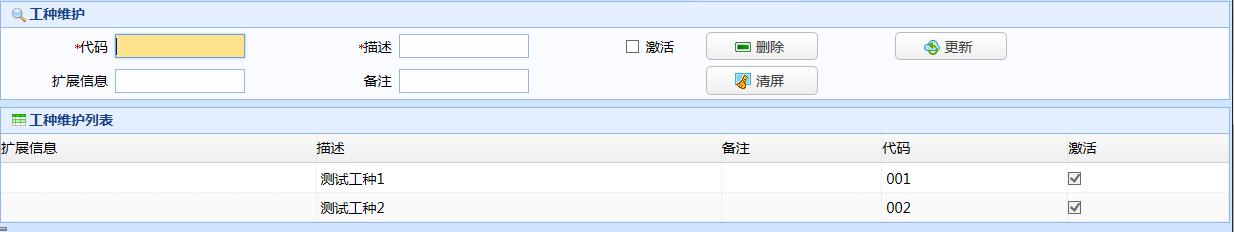 工种维护
*代码 *描述 激活 删除 更新
扩展信息 备注 清屏
工种维护列表
扩展信息 描述 备注 代码 激活
测试工种1 001
测试工种2 002